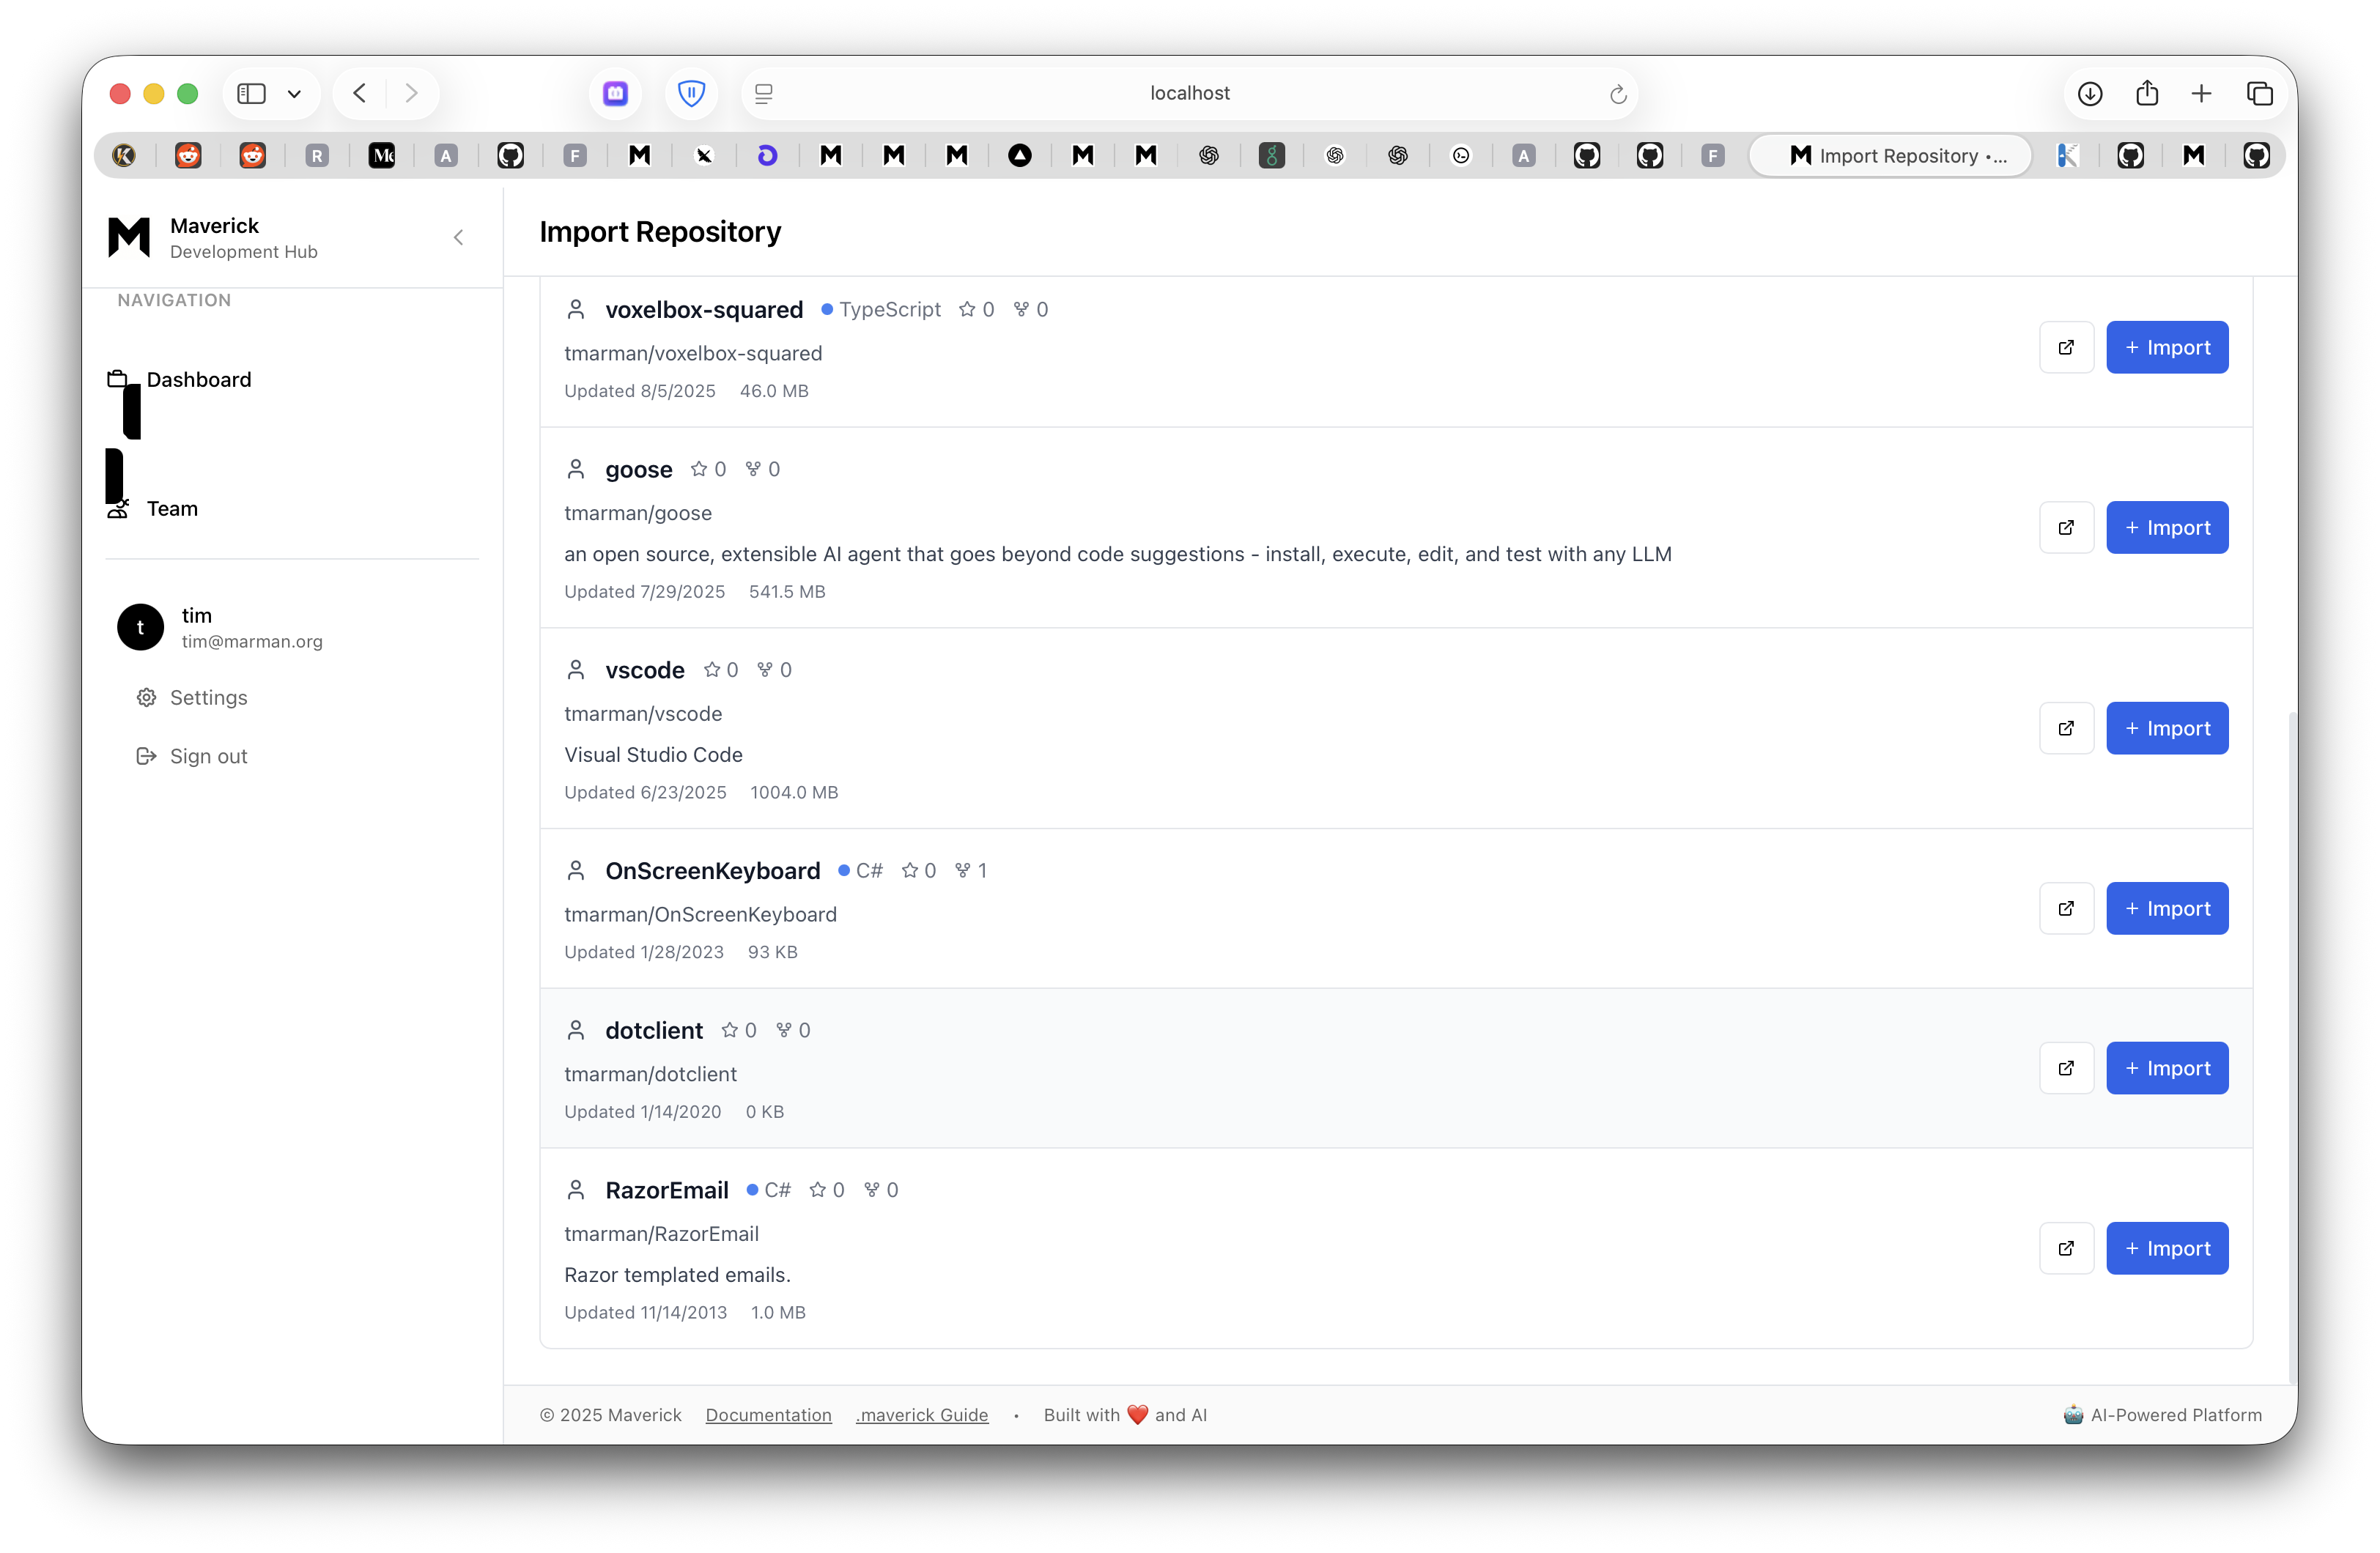 localhost
R
A
F
A
F
Import Repository •...
Maverick
Development Hub
NAVIGATION
Dashboard
Team
t
tim
tim@marman.org
Settings
Sign out
Import Repository
voxelbox-squared TypeScript 0 0
tmarman/voxelbox-squared
Updated 8/5/2025 46.0 MB
+ Import
goose 0 0
tmarman/goose
an open source, extensible AI agent that goes beyond code suggestions - install, execute, edit, and test with any LLM
Updated 7/29/2025 541.5 MB
+ Import
vscode 0 0
tmarman/vscode
Visual Studio Code
Updated 6/23/2025 1004.0 MB
+ Import
OnScreenKeyboard C# 0 1
tmarman/OnScreenKeyboard
Updated 1/28/2023 93 KB
+ Import
dotclient 0 0
tmarman/dotclient
Updated 1/14/2020 0 KB
+ Import
RazorEmail C# 0 0
tmarman/RazorEmail
Razor templated emails.
Updated 11/14/2013 1.0 MB
+ Import
© 2025 Maverick Documentation .maverick Guide • Built with ❤️ and AI
🤖 AI-Powered Platform